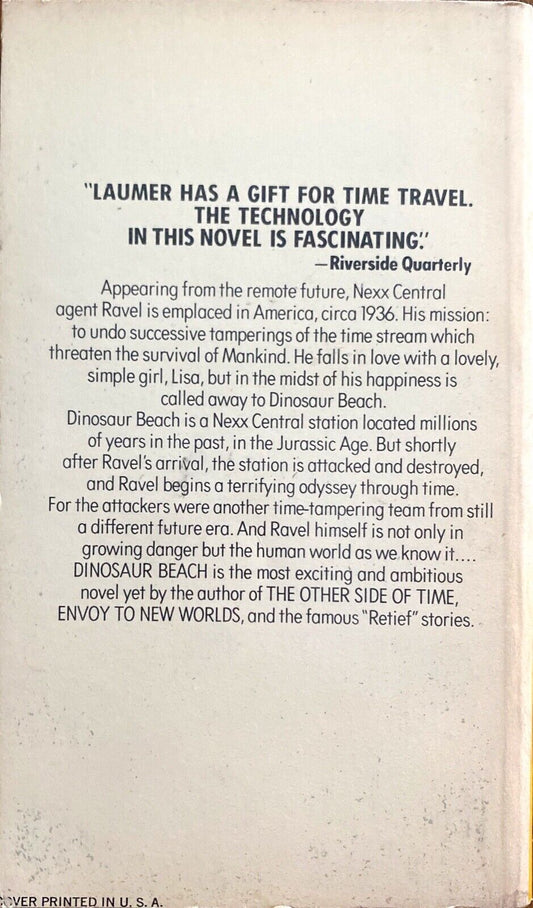 "LAUMER HAS A GIFT FOR TIME TRAVEL.
THE TECHNOLOGY
IN THIS NOVEL IS FASCINATING."
—Riverside Quarterly
Appearing from the remote future, Nexx Central
agent Ravel is emplaced in America, circa 1936. His mission:
to undo successive tamperings of the time stream which
threaten the survival of Mankind. He falls in love with a lovely,
simple girl, Lisa, but in the midst of his happiness is
called away to Dinosaur Beach.
Dinosaur Beach is a Nexx Central station located millions
of years in the past, in the Jurassic Age. But shortly
after Ravel's arrival, the station is attacked and destroyed,
and Ravel begins a terrifying odyssey through time.
For the attackers were another time-tampering team from still
a different future era. And Ravel himself is not only in
growing danger but the human world as we know it....
DINOSAUR BEACH is the most exciting and ambitious
novel yet by the author of THE OTHER SIDE OF TIME,
ENVOY TO NEW WORLDS, and the famous "Retief" stories.
OVER PRINTED IN U. S. A.